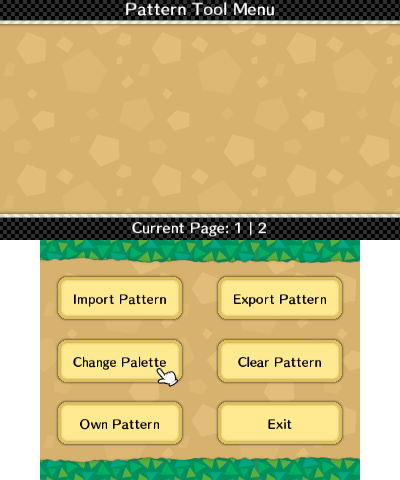 Pattern Tool Menu
Current Page: 1 | 2
Import Pattern
Export Pattern
Change Palette
Clear Pattern
Own Pattern
Exit